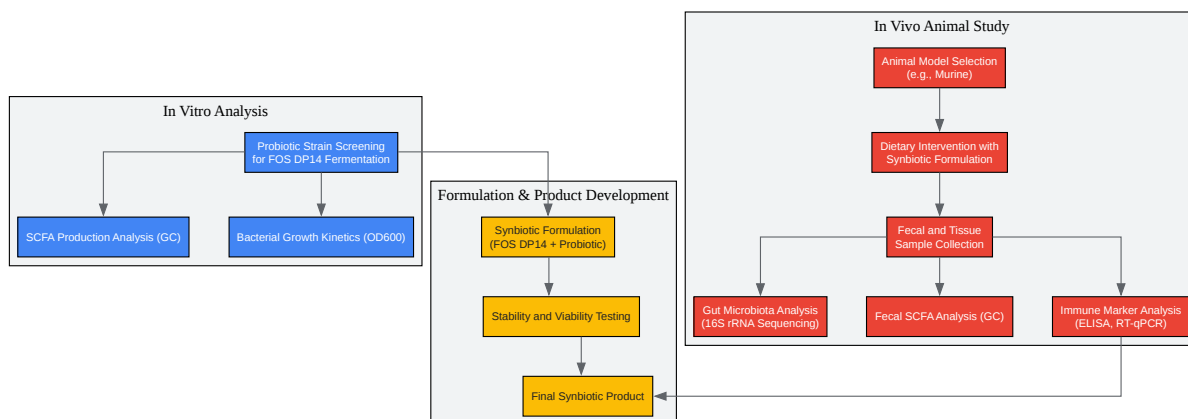 In Vitro Analysis
Probiotic Strain Screening
for FOS DP14 Fermentation
SCFA Production Analysis (GC)
Bacterial Growth Kinetics (OD600)
Formulation & Product Development
Synbiotic Formulation
(FOS DP14 + Probiotic)
Stability and Viability Testing
Final Synbiotic Product
In Vivo Animal Study
Animal Model Selection
(e.g., Murine)
Dietary Intervention with
Synbiotic Formulation
Fecal and Tissue
Sample Collection
Gut Microbiota Analysis
(16S rRNA Sequencing)
Fecal SCFA Analysis (GC)
Immune Marker Analysis
(ELISA, RT-qPCR)